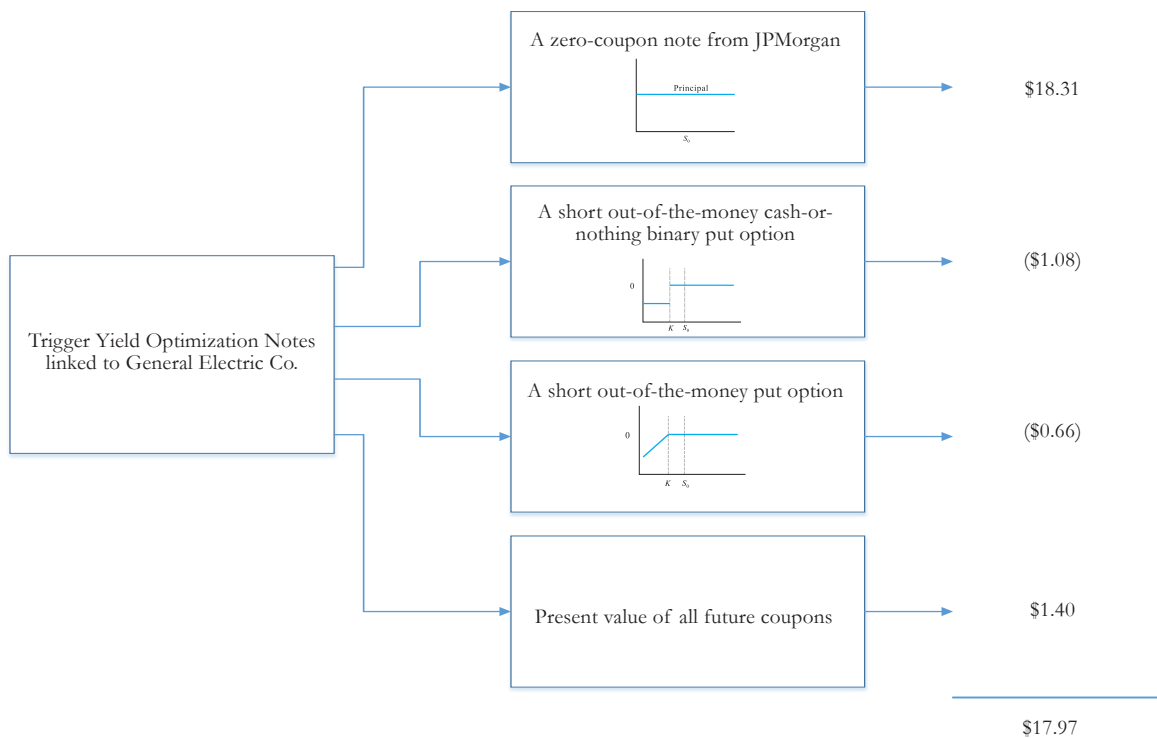 Trigger Yield Optimization Notes
linked to General Electric Co.
A zero-coupon note from JPMorgan
Principal
S₀
$18.31
A short out-of-the-money cash-or-
nothing binary put option
0
K S₀
($1.08)
A short out-of-the-money put option
0
K S₀
($0.66)
Present value of all future coupons
$1.40
$17.97